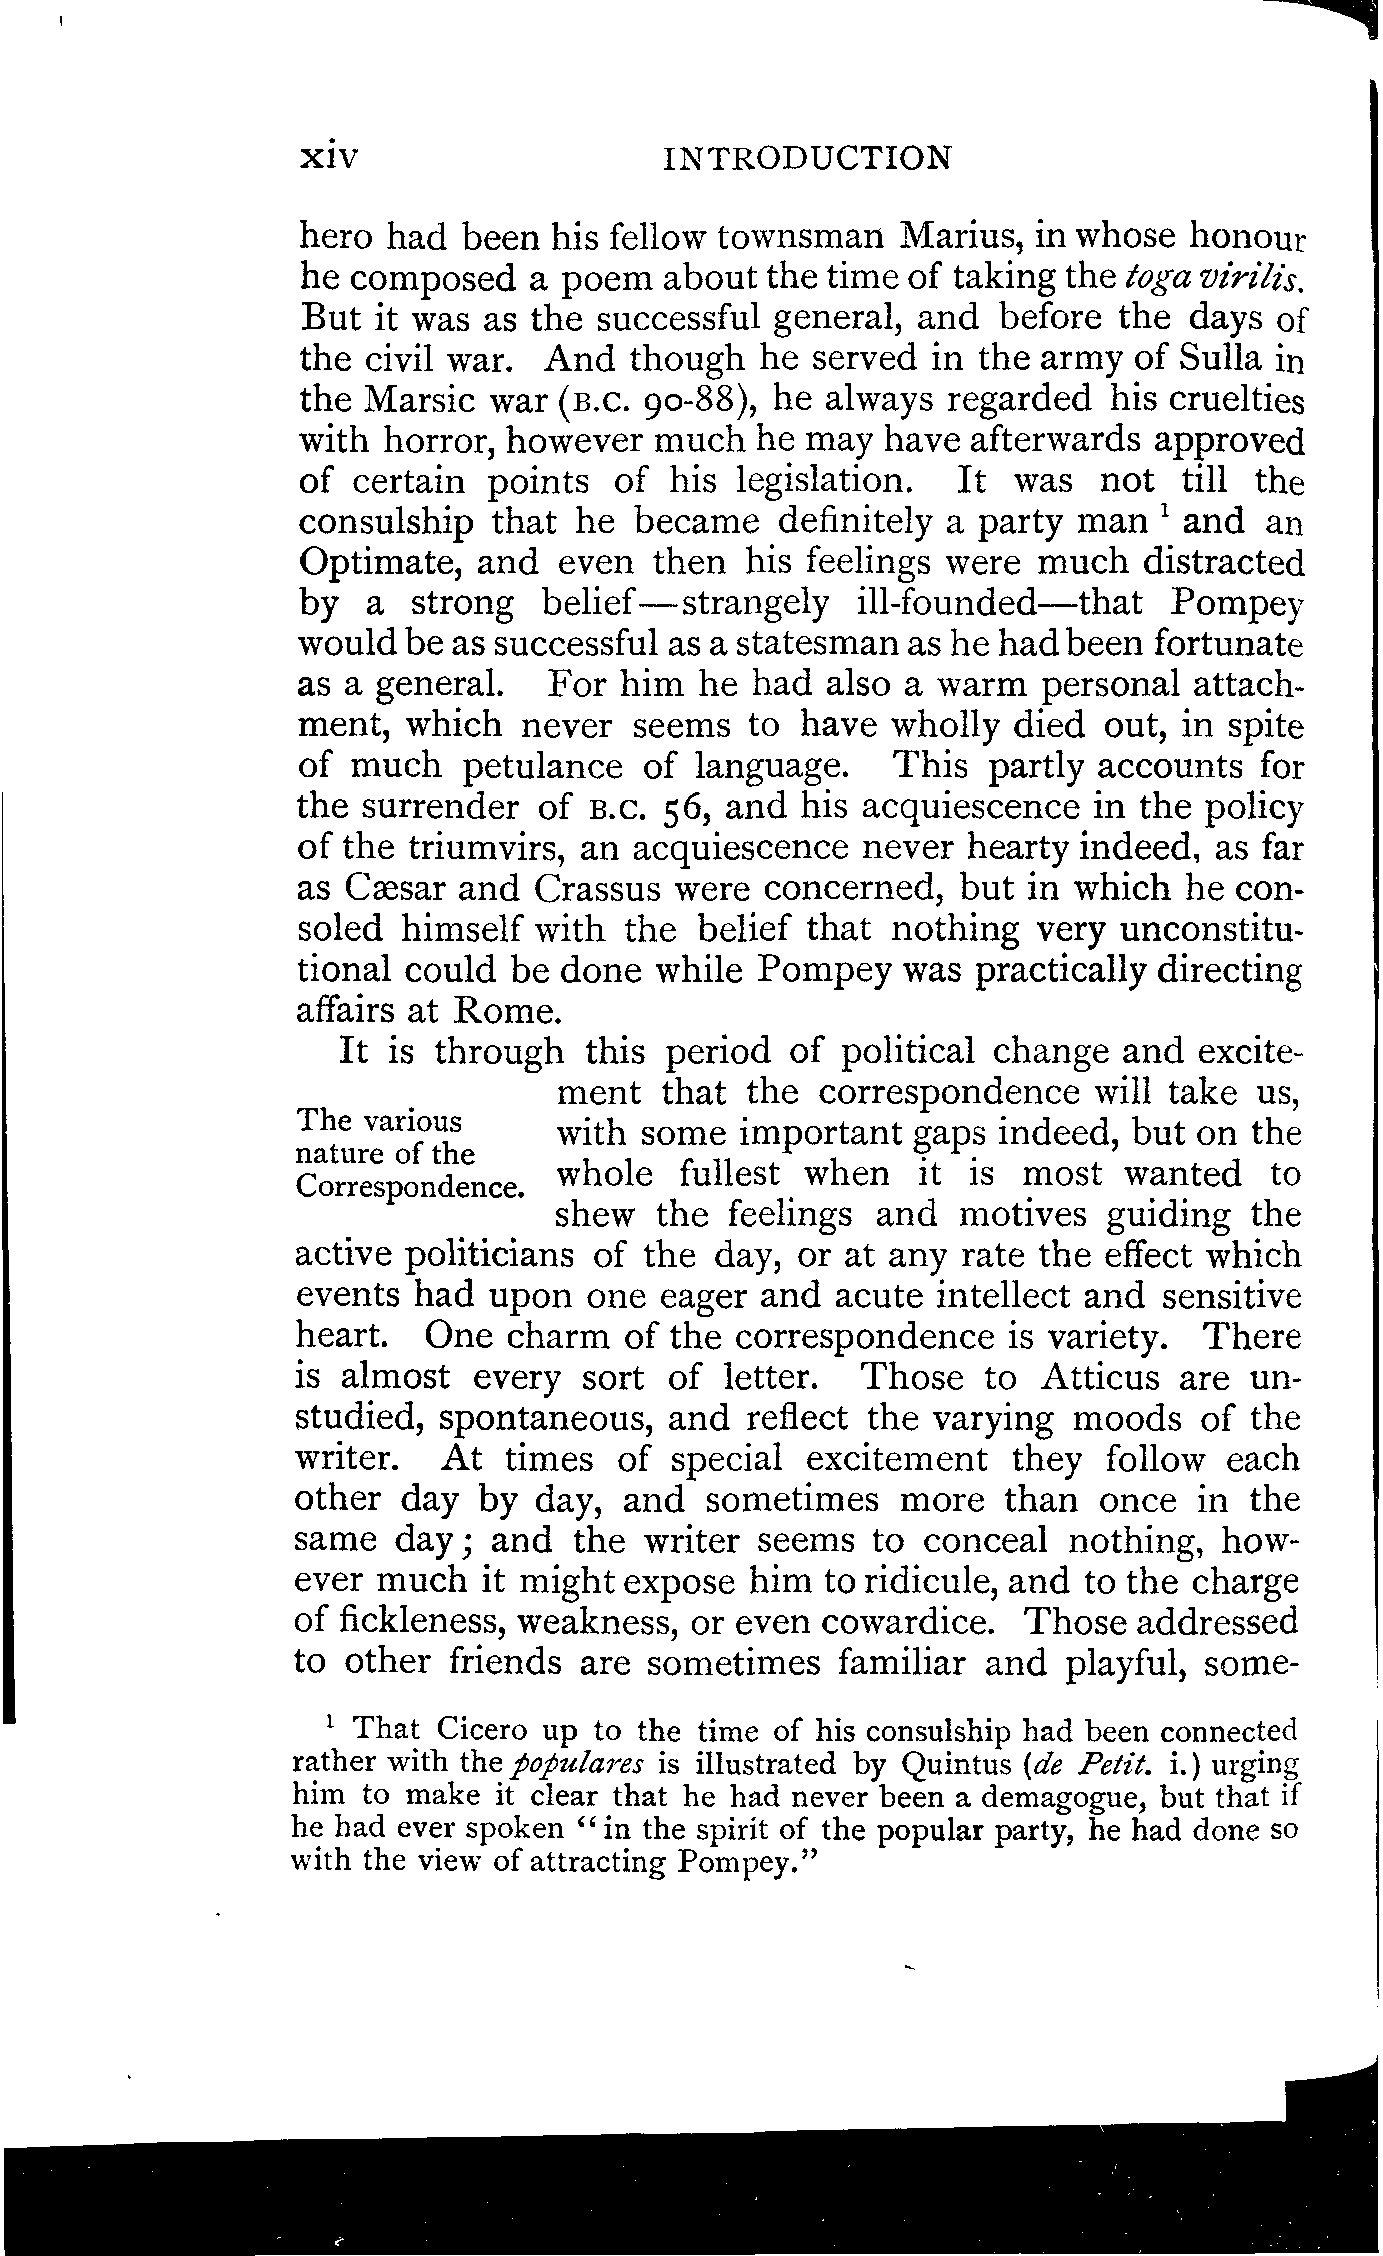 xiv INTRODUCTION
hero had been his fellow townsman Marius, in whose honour
he composed a poem about the time of taking the toga virilis.
But it was as the successful general, and before the days of
the civil war. And though he served in the army of Sulla in
the Marsic war (B.C. 90-88), he always regarded his cruelties
with horror, however much he may have afterwards approved
of certain points of his legislation. It was not till the
consulship that he became definitely a party man ¹ and an
Optimate, and even then his feelings were much distracted
by a strong belief—strangely ill-founded—that Pompey
would be as successful as a statesman as he had been fortunate
as a general. For him he had also a warm personal attach-
ment, which never seems to have wholly died out, in spite
of much petulance of language. This partly accounts for
the surrender of B.C. 56, and his acquiescence in the policy
of the triumvirs, an acquiescence never hearty indeed, as far
as Cæsar and Crassus were concerned, but in which he con-
soled himself with the belief that nothing very unconstitu-
tional could be done while Pompey was practically directing
affairs at Rome.
It is through this period of political change and excite-
ment that the correspondence will take us,
The various
nature of the
Correspondence.
with some important gaps indeed, but on the
whole fullest when it is most wanted to
shew the feelings and motives guiding the
active politicians of the day, or at any rate the effect which
events had upon one eager and acute intellect and sensitive
heart. One charm of the correspondence is variety. There
is almost every sort of letter. Those to Atticus are un-
studied, spontaneous, and reflect the varying moods of the
writer. At times of special excitement they follow each
other day by day, and sometimes more than once in the
same day; and the writer seems to conceal nothing, how-
ever much it might expose him to ridicule, and to the charge
of fickleness, weakness, or even cowardice. Those addressed
to other friends are sometimes familiar and playful, some-
¹ That Cicero up to the time of his consulship had been connected
rather with the populares is illustrated by Quintus (de Petit. i.) urging
him to make it clear that he had never been a demagogue, but that if
he had ever spoken "in the spirit of the popular party, he had done so
with the view of attracting Pompey."